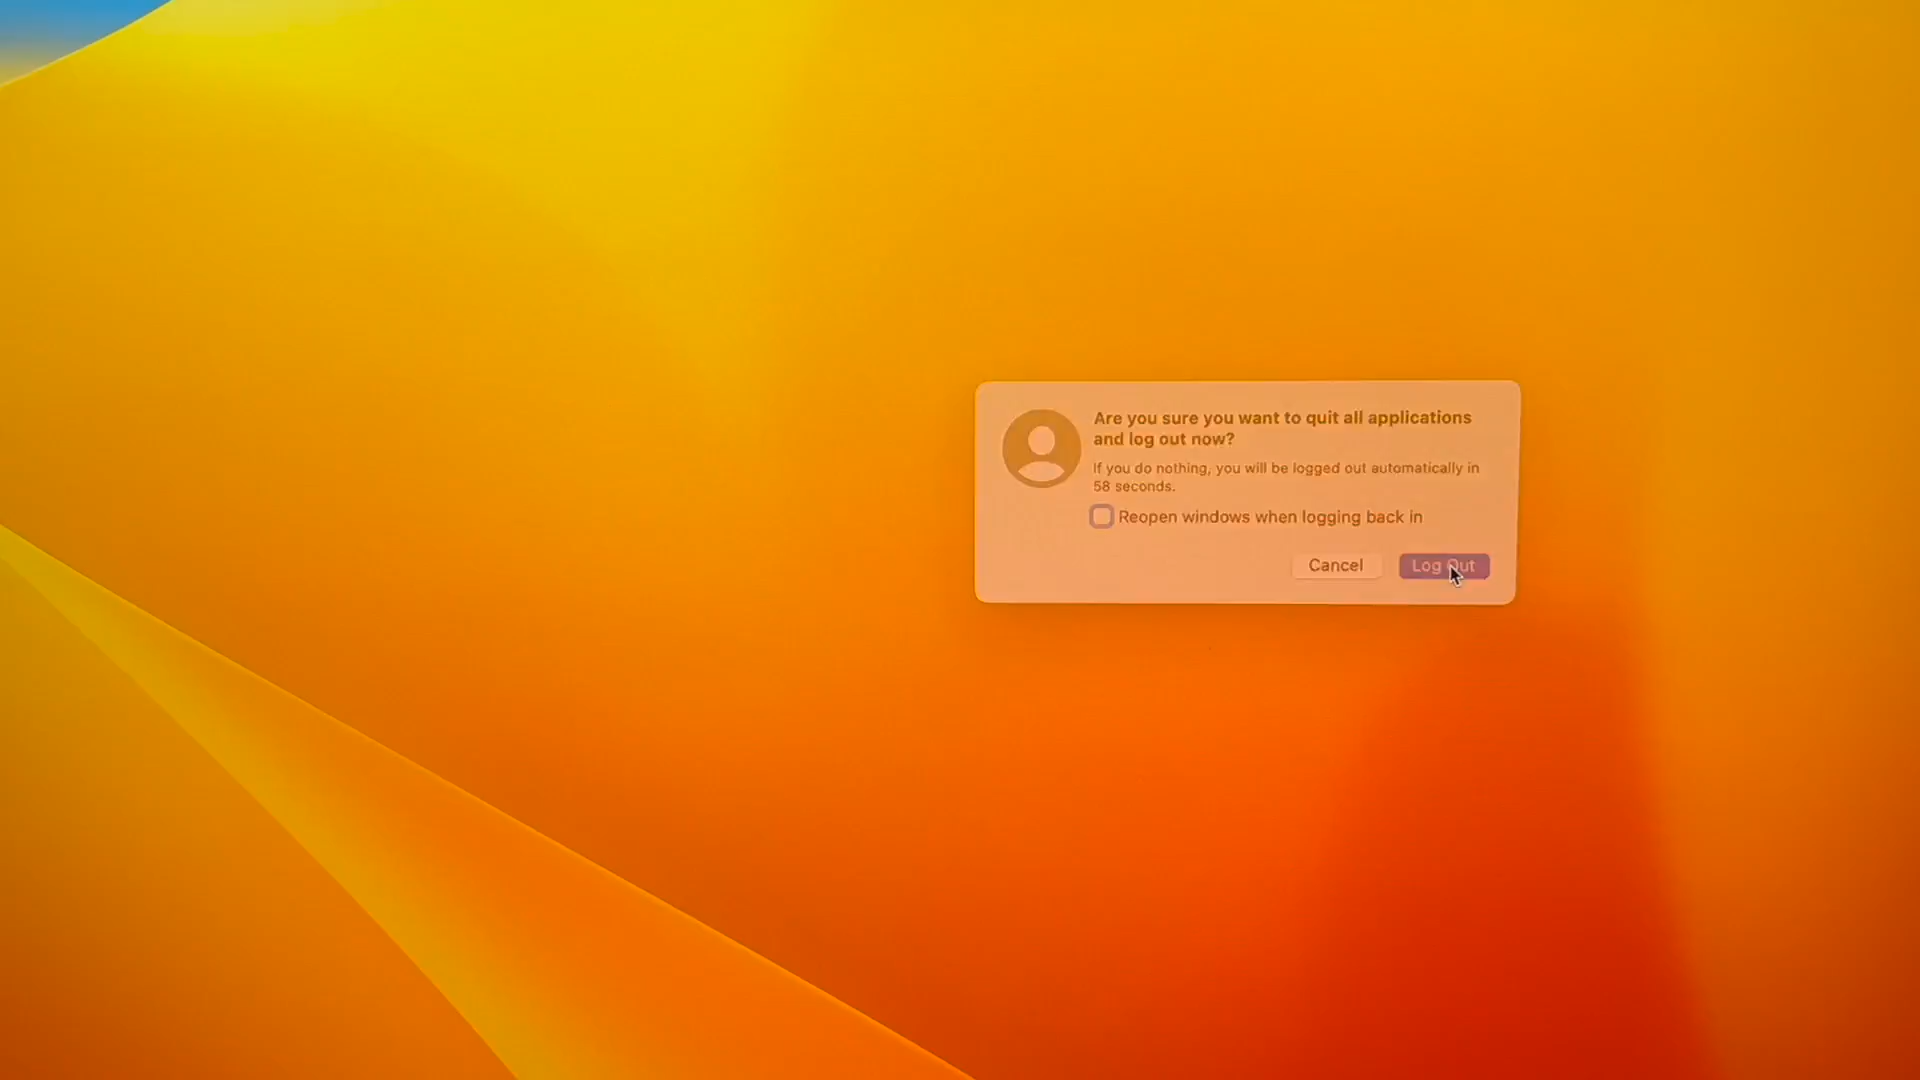 Are you sure you want to quit all applications
and log out now?
If you do nothing, you will be logged out automatically in
58 seconds.
Reopen windows when logging back in
Cancel
Log Out